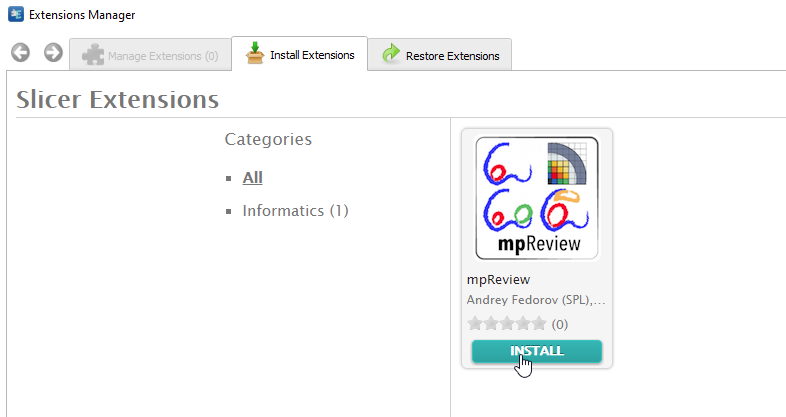 Extensions Manager
Manage Extensions (0)
Install Extensions
Restore Extensions
Slicer Extensions
Categories
All
Informatics (1)
mpReview
mpReview
Andrey Fedorov (SPL),...
(0)
INSTALL